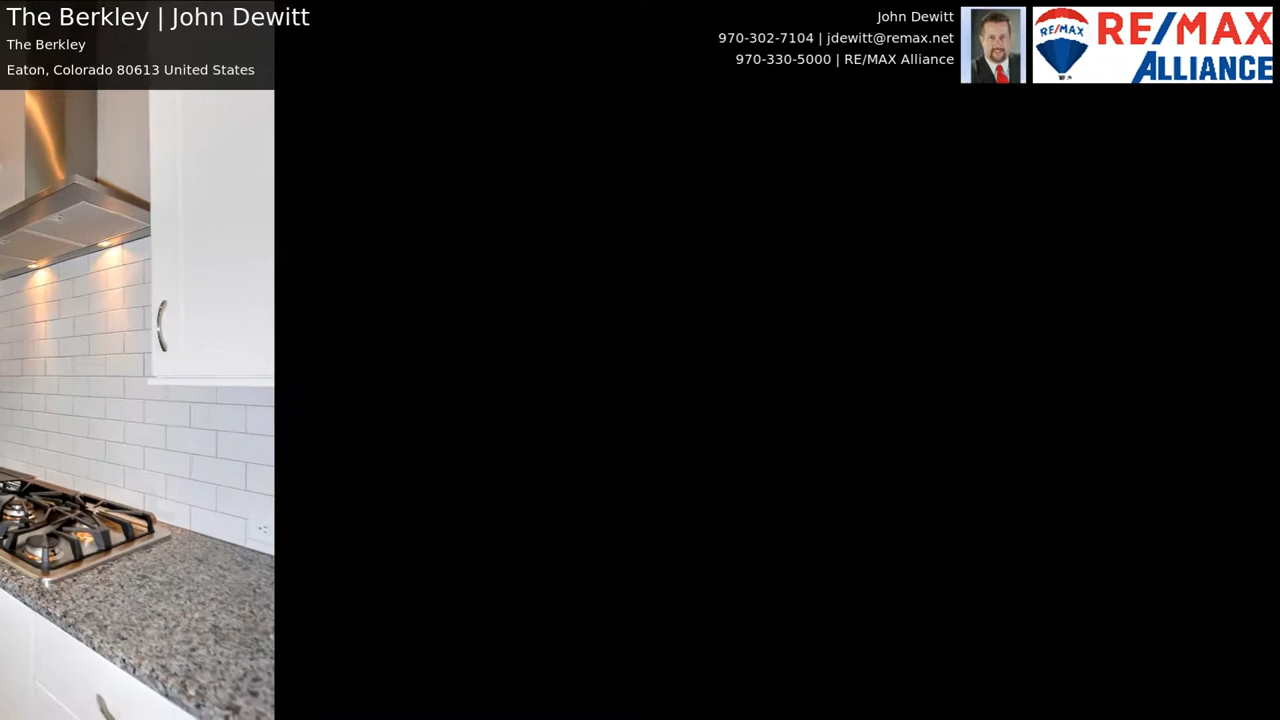 The Berkley | John Dewitt
The Berkley
Eaton, Colorado 80613 United States
John Dewitt
970-302-7104 | jdewitt@remax.net
970-330-5000 | RE/MAX Alliance
RE/MAX
RE/MAX
ALLIANCE